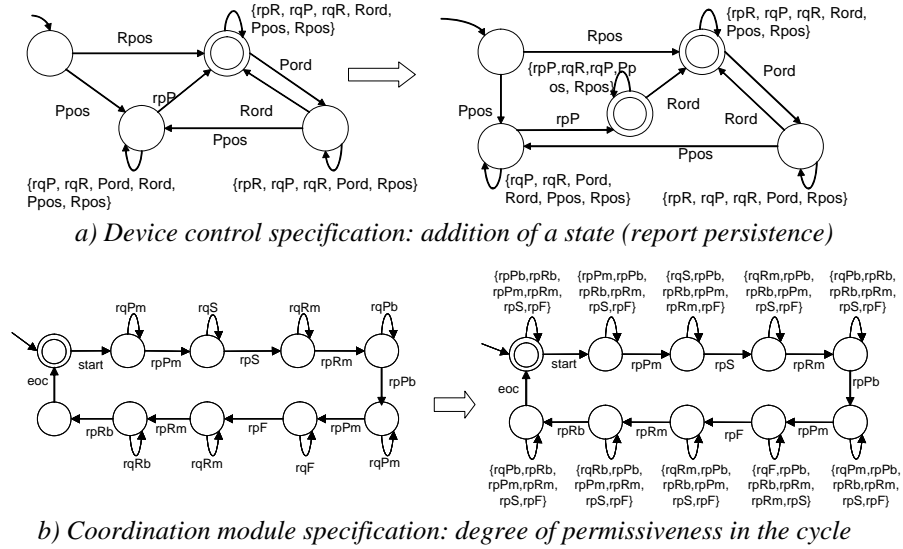 {rpR, rqP, rqR, Rord,
Ppos, Rpos}
Rpos
Pord
Ppos
rpP
Rord
Ppos
{rqP, rqR, Pord, Rord,
Ppos, Rpos}
{rpR, rqP, rqR, Pord, Rpos}
{rpR, rqP, rqR, Rord,
Ppos, Rpos}
Rpos
{rpP,rqR,rqP,Pp
os, Rpos}
Pord
Ppos
rpP
Rord
Rord
Ppos
{rqP, rqR, Pord,
Rord, Ppos, Rpos}
{rpR, rqP, rqR, Pord, Rpos}
a) Device control specification: addition of a state (report persistence)
rqPm
rqS
rqRm
rqPb
start
rpPm
rpS
rpRm
eoc
rpPb
rpRb
rpRm
rpF
rpPm
rqRb
rqRm
rqF
rqPm
{rpPb,rpRb,
rpPm,rpRm,
rpS,rpF}
{rpPm,rpPb,
rpRb,rpRm,
rpS,rpF}
{rqS,rpPb,
rpRb,rpPm,
rpRm,rpF}
{rqRm,rpPb,
rpRb,rpPm,
rpS,rpF}
{rqPb,rpRb,
rpRb,rpRm,
rpS,rpF}
start
rpPm
rpS
rpRm
eoc
rpPb
rpRb
rpRm
rpF
rpPm
{rqPb,rpRb,
rpPm,rpRm,
rpS,rpF}
{rqRb,rpPb,
rpPm,rpRm,
rpS,rpF}
{rqRm,rpPb,
rpRb,rpPm,
rpS,rpF}
{rqF,rpPb,
rpRb,rpRm,
rpRm,rpS}
{rqPm,rpPb,
rpRb,rpRm,
rpS,rpF}
b) Coordination module specification: degree of permissiveness in the cycle